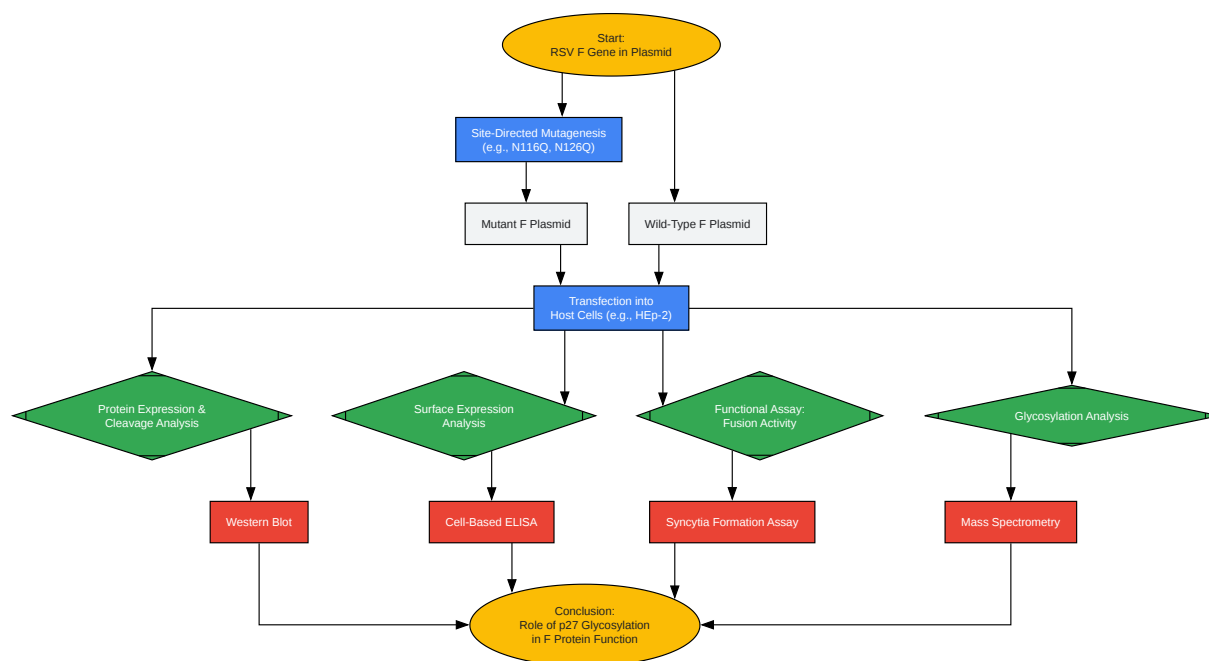 Start:
RSV F Gene in Plasmid
Site-Directed Mutagenesis
(e.g., N116Q, N126Q)
Mutant F Plasmid
Wild-Type F Plasmid
Transfection into
Host Cells (e.g., HEp-2)
Protein Expression &
Cleavage Analysis
Surface Expression
Analysis
Functional Assay:
Fusion Activity
Glycosylation Analysis
Western Blot
Cell-Based ELISA
Syncytia Formation Assay
Mass Spectrometry
Conclusion:
Role of p27 Glycosylation
in F Protein Function